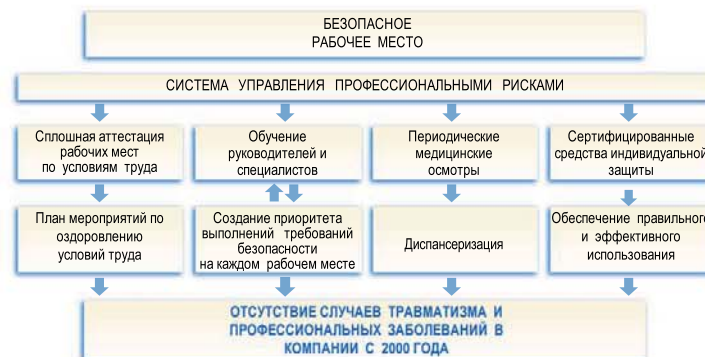 БЕЗОПАСНОЕ
РАБОЧЕЕ МЕСТО
СИСТЕМА УПРАВЛЕНИЯ ПРОФЕССИОНАЛЬНЫМИ РИСКАМИ
Сплошная аттестация
рабочих мест
по условиям труда
Обучение
руководителей и
специалистов
Периодические
медицинские
осмотры
Сертифицированные
средства индивидуальной
защиты
План мероприятий по
оздоровлению
условий труда
Создание приоритета
выполнений требований
безопасности
на каждом рабочем месте
Диспансеризация
Обеспечение правильного
и эффективного
использования
ОТСУТСТВИЕ СЛУЧАЕВ ТРАВМАТИЗМА И
ПРОФЕССИОНАЛЬНЫХ ЗАБОЛЕВАНИЙ В
КОМПАНИИ С 2000 ГОДА